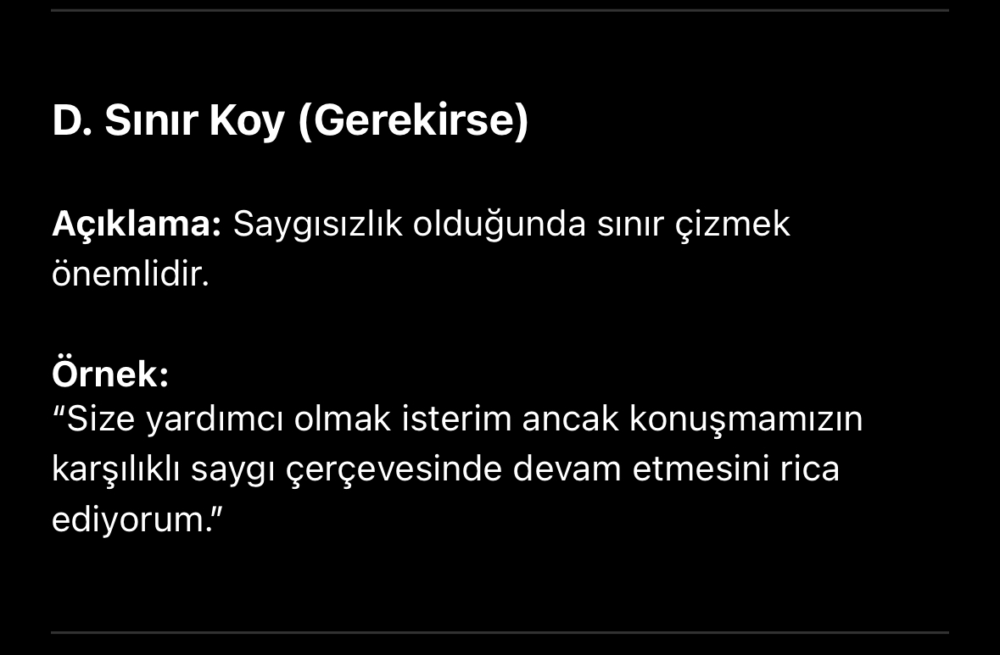 D. Sınır Koy (Gerekirse)
Açıklama: Saygısızlık olduğunda sınır çizmek
önemlidir.
Örnek:
“Size yardımcı olmak isterim ancak konuşmamızın
karşılıklı saygı çerçevesinde devam etmesini rica
ediyorum.”